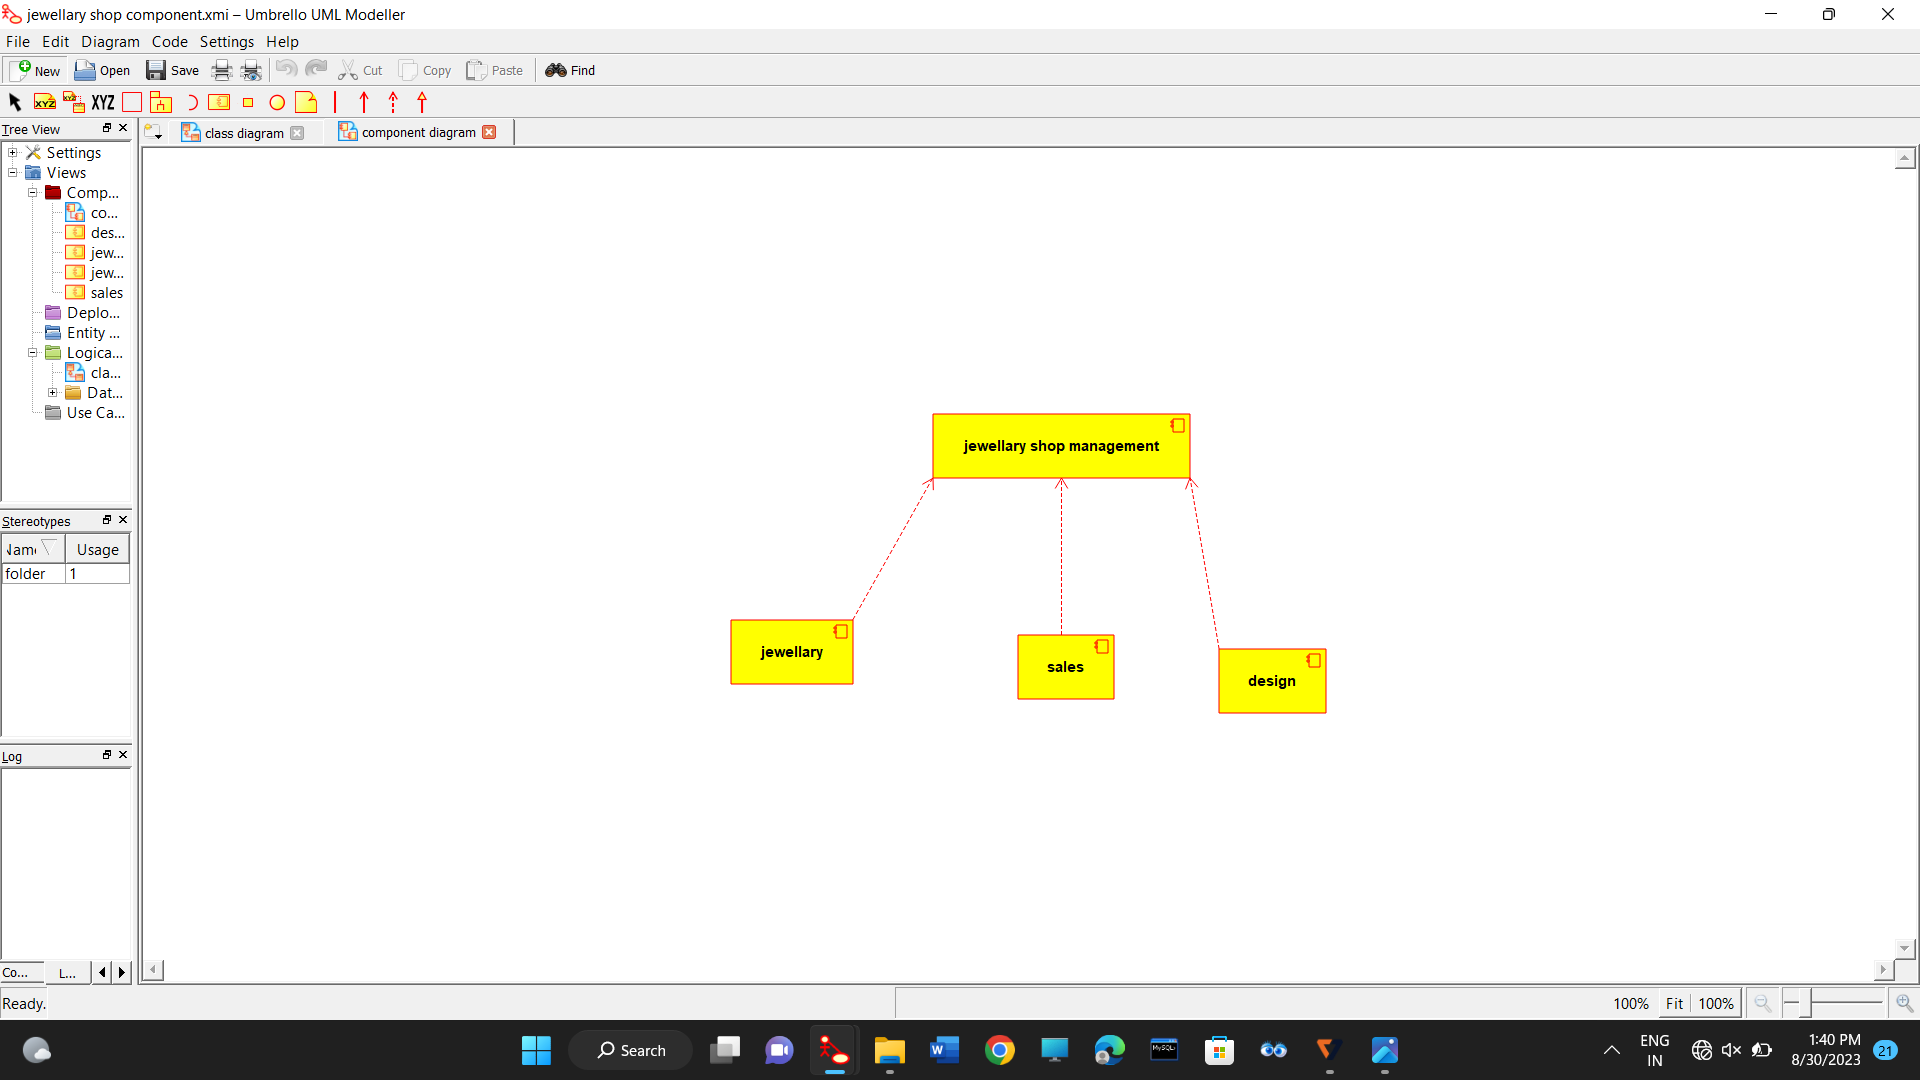 jewellary shop component.xmi – Umbrello UML Modeller
File Edit Diagram Code Settings Help
New Open Save Cut Copy Paste Find
XYZ XYZ XYZ
Tree View
class diagram component diagram
Settings
Views
Comp...
co...
des...
jew...
jew...
sales
Deplo...
Entity ...
Logica...
cla...
Dat...
Use Ca...
jewellary shop management
jewellary
sales
design
Stereotypes
Usage
folder 1
Log
Co... L...
Ready.
100% Fit 100%
Search
MySQL
ENG
IN
1:40 PM
8/30/2023
21